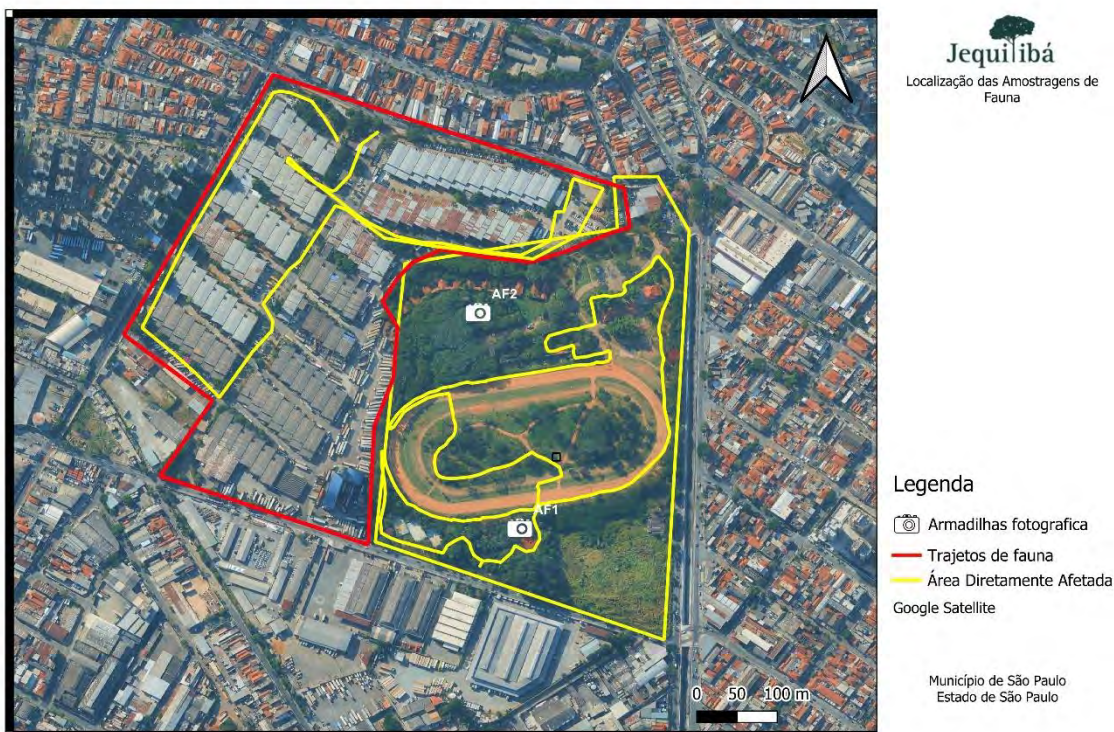 Jequitibá
Localização das Amostragens de
Fauna
AF2
AF1
Legenda
Armadilhas fotografica
Trajetos de fauna
Área Diretamente Afetada
Google Satellite
0 50 100 m
Município de São Paulo
Estado de São Paulo